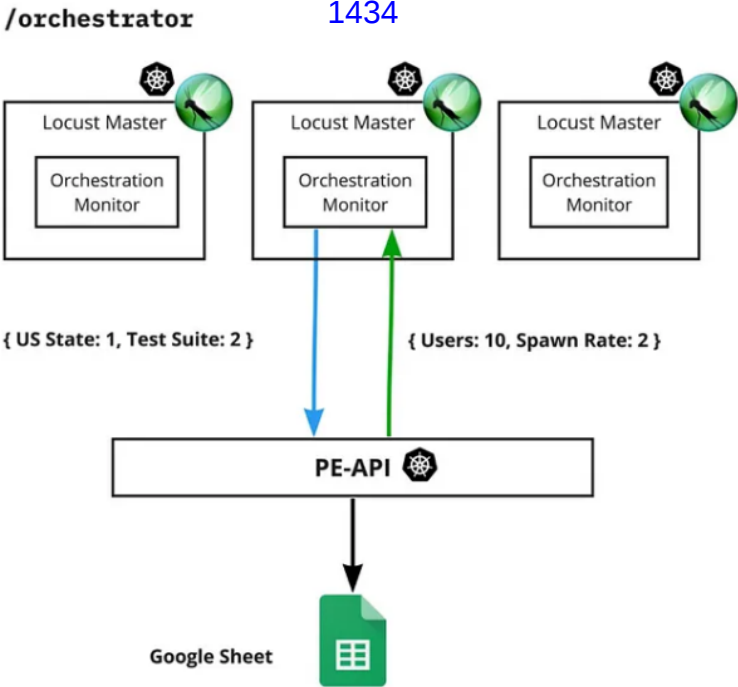 /orchestrator
1434
Locust Master
Orchestration
Monitor
Locust Master
Orchestration
Monitor
Locust Master
Orchestration
Monitor
{ US State: 1, Test Suite: 2 }
{ Users: 10, Spawn Rate: 2 }
PE-API
Google Sheet